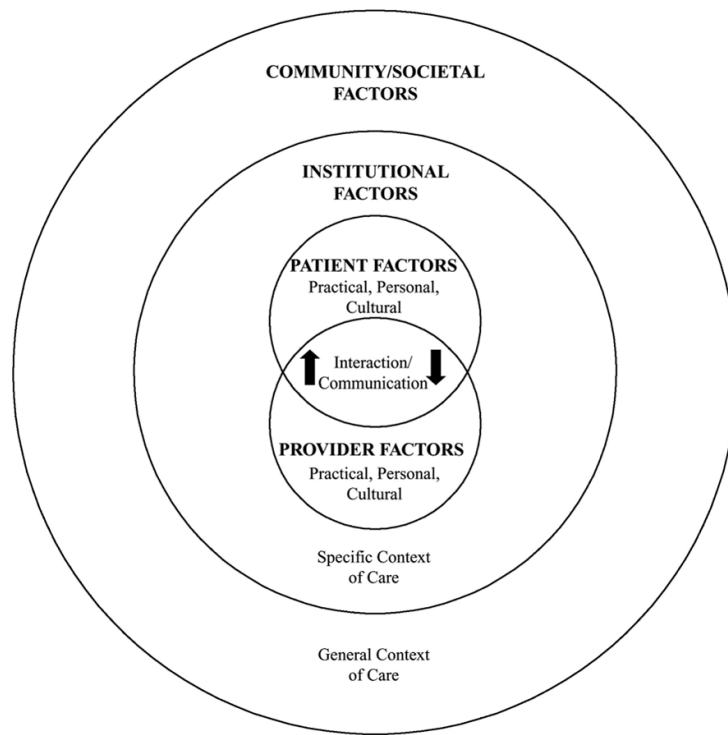 COMMUNITY/SOCIETAL
FACTORS
INSTITUTIONAL
FACTORS
PATIENT FACTORS
Practical, Personal,
Cultural
Interaction/
Communication
PROVIDER FACTORS
Practical, Personal,
Cultural
Specific Context
of Care
General Context
of Care